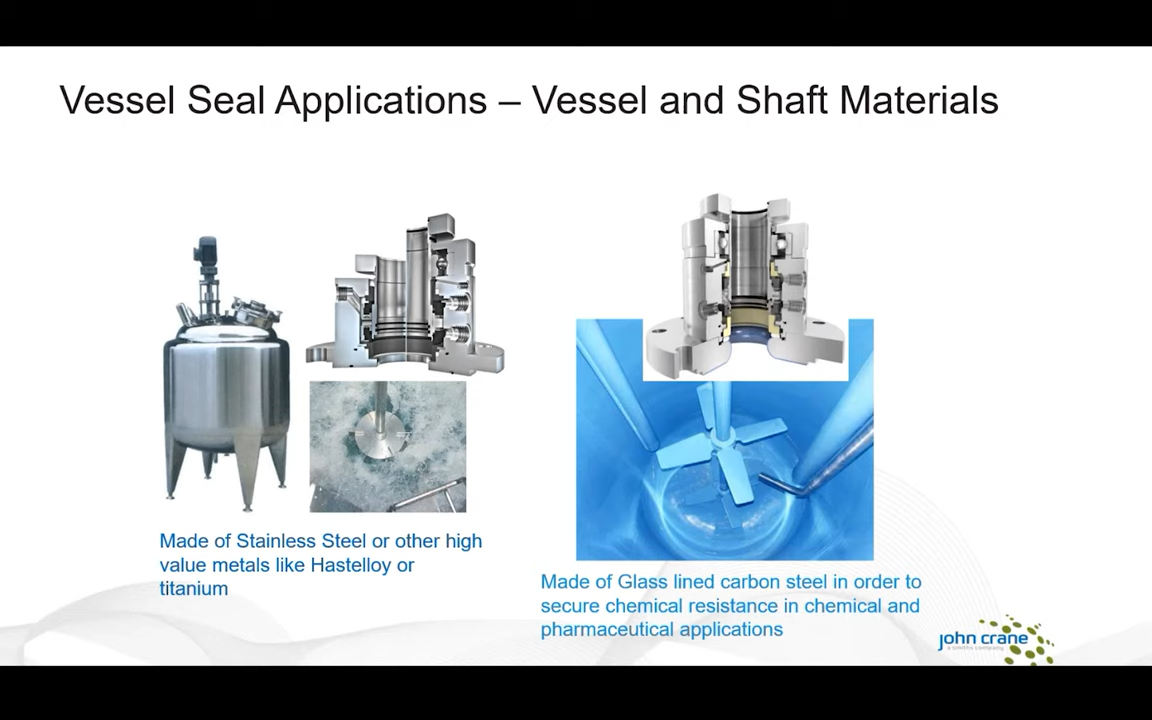 Vessel Seal Applications – Vessel and Shaft Materials
Made of Stainless Steel or other high
value metals like Hastelloy or
titanium
Made of Glass lined carbon steel in order to
secure chemical resistance in chemical and
pharmaceutical applications
john crane
a smiths company